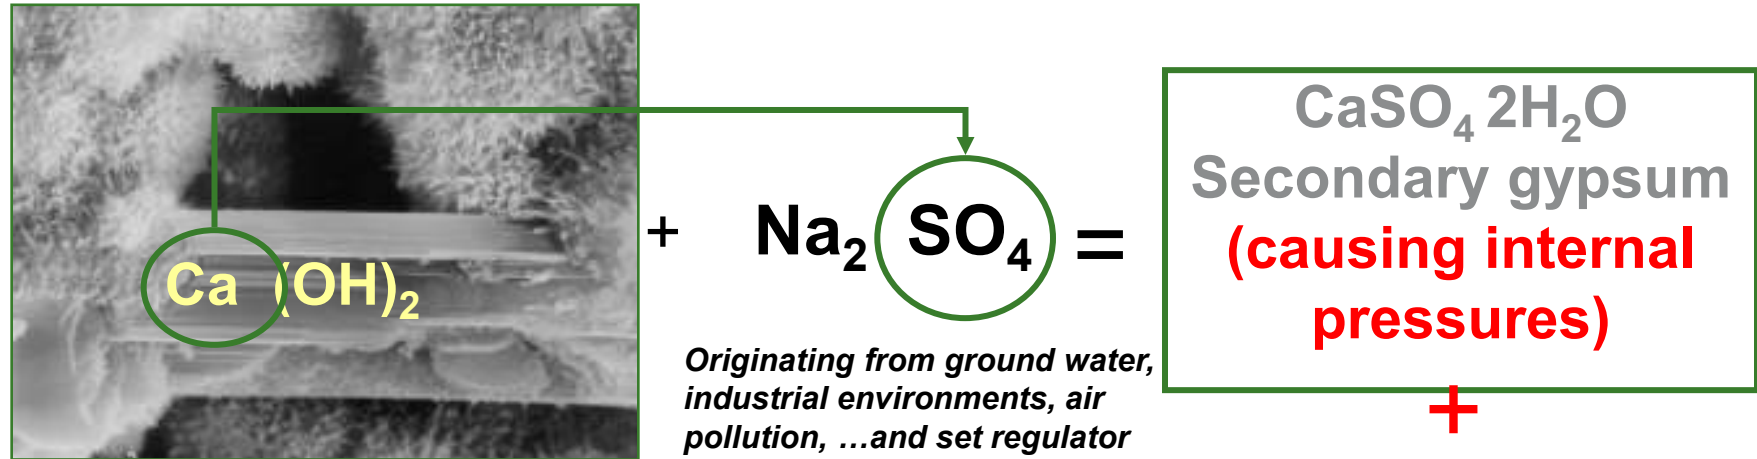 Ca (OH)₂
+
Na₂ SO₄ =
Originating from ground water,
industrial environments, air
pollution, …and set regulator
CaSO₄ 2H₂O
Secondary gypsum
(causing internal
pressures)
+